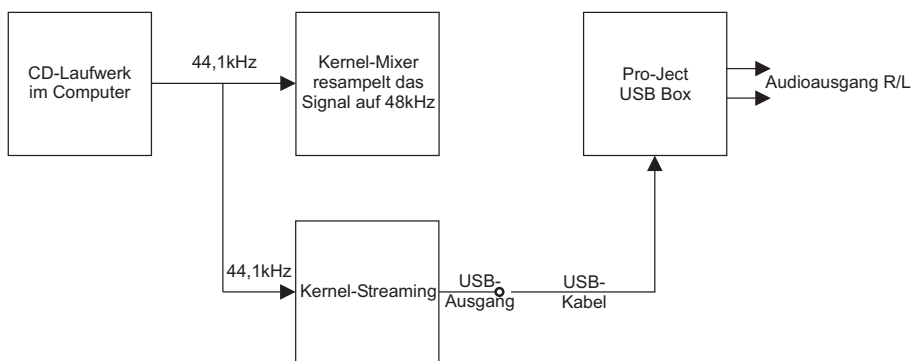 CD-Laufwerk
im Computer
44,1kHz
Kernel-Mixer
resampelt das
Signal auf 48kHz
Pro-Ject
USB Box
Audioausgang R/L
44,1kHz
Kernel-Streaming
USB-
Ausgang
USB-
Kabel